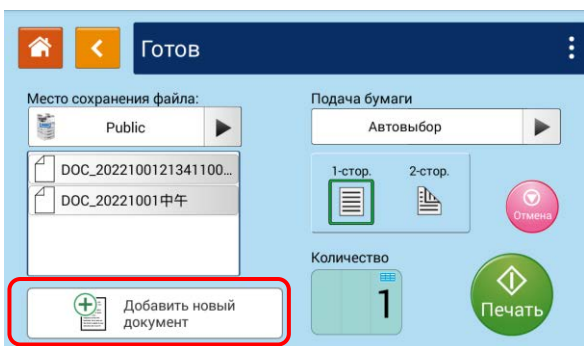 Готов
Место сохранения файла:
Public
DOC_2022100121341100...
DOC_20221001中午
Добавить новый
документ
Подача бумаги
Автовыбор
1-стор. 2-стор.
Отмена
Количество
1
Печать